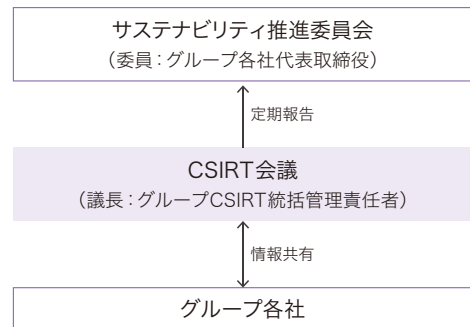 サステナビリティ推進委員会
（委員：グループ各社代表取締役）
定期報告
CSIRT会議
（議長：グループCSIRT統括管理責任者）
情報共有
グループ各社